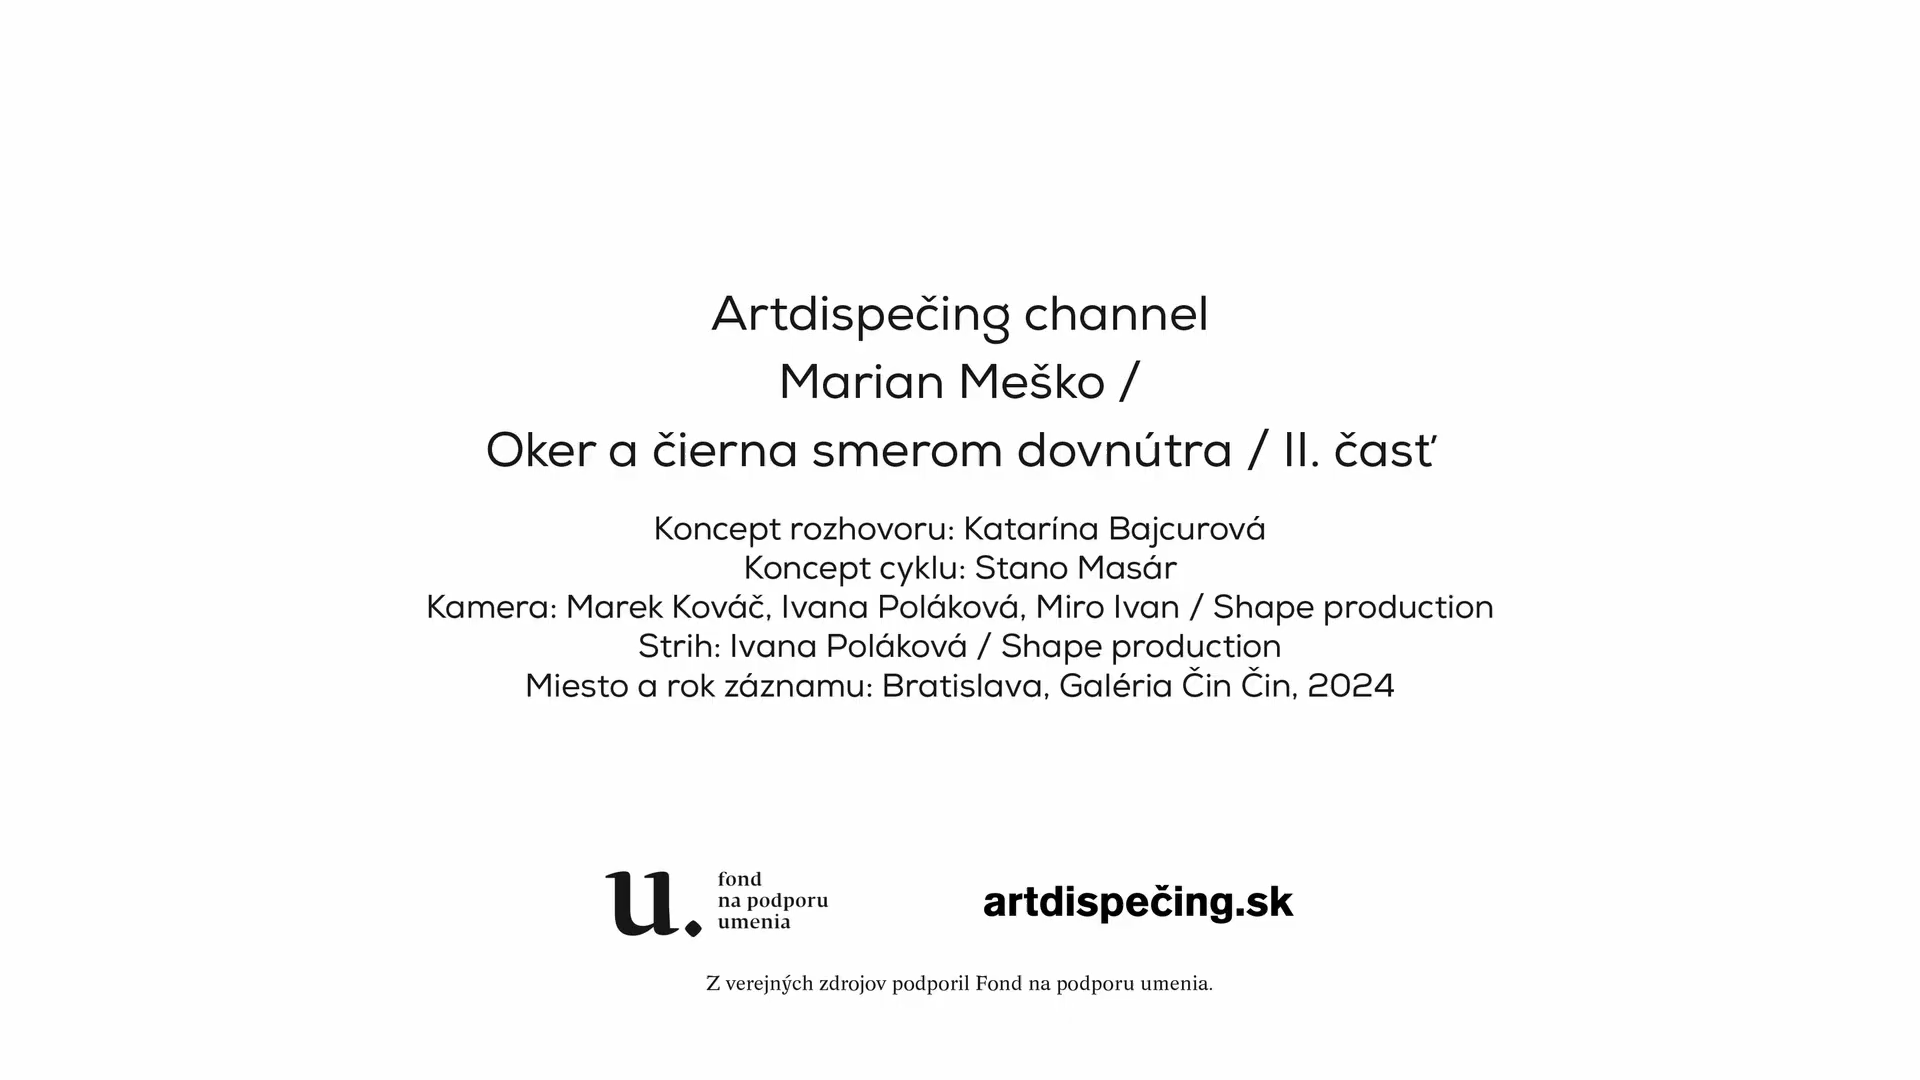 Artdispečing channel
Marian Meško /
Oker a čierna smerom dovnútra / II. časť
Koncept rozhovoru: Katarína Bajcurová
Koncept cyklu: Stano Masár
Kamera: Marek Kováč, Ivana Poláková, Miro Ivan / Shape production
Strih: Ivana Poláková / Shape production
Miesto a rok záznamu: Bratislava, Galéria Čin Čin, 2024
u.
fond
na podporu
umenia
artdispečing.sk
Z verejných zdrojov podporil Fond na podporu umenia.